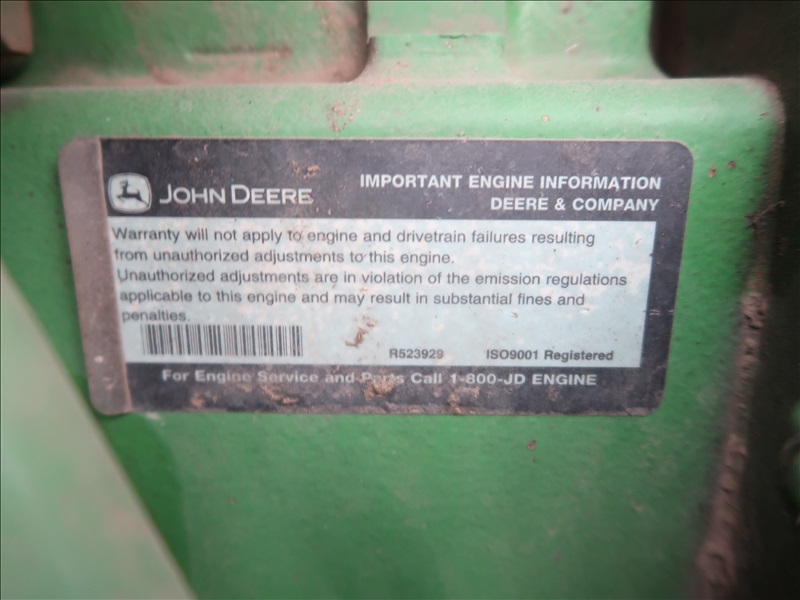 JOHN DEERE
IMPORTANT ENGINE INFORMATION
DEERE & COMPANY
Warranty will not apply to engine and drivetrain failures resulting
from unauthorized adjustments to this engine.
Unauthorized adjustments are in violation of the emission regulations
applicable to this engine and may result in substantial fines and
penalties.
R523929 ISO9001 Registered
For Engine Service and Parts Call 1-800-JD ENGINE